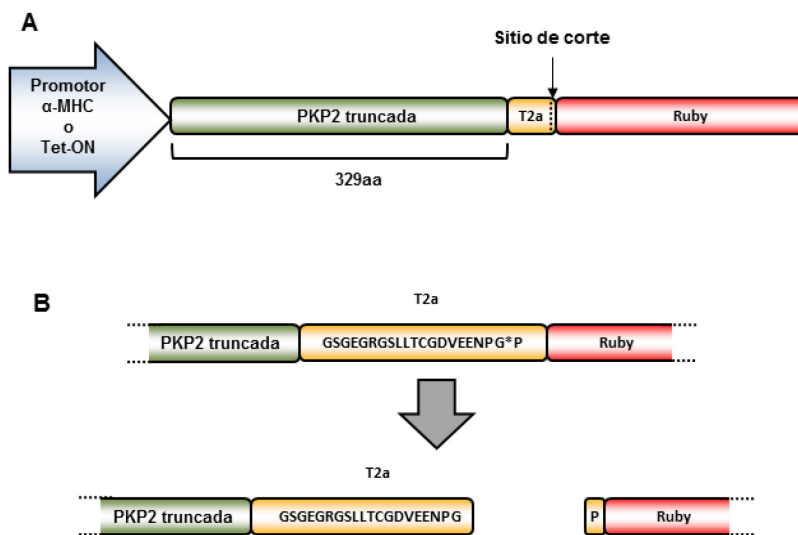 A
Sitio de corte
Promotor
α-MHC
o
Tet-ON
PKP2 truncada
T2a
Ruby
329aa
B
T2a
PKP2 truncada
GSGEGRGSLLTCGDVEENPG*P
Ruby
T2a
PKP2 truncada
GSGEGRGSLLTCGDVEENPG
P
Ruby